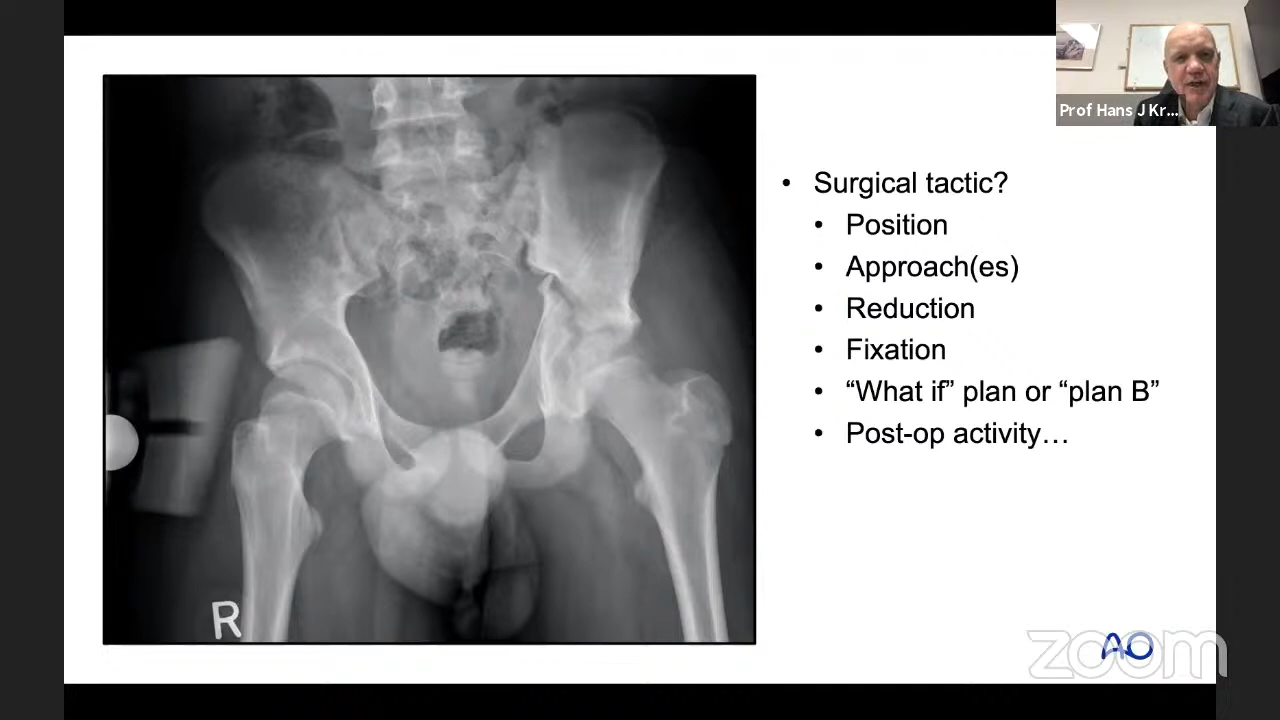 Prof Hans J Kr...
• Surgical tactic?
• Position
• Approach(es)
• Reduction
• Fixation
• “What if” plan or “plan B”
• Post-op activity…
R
AO
zoom